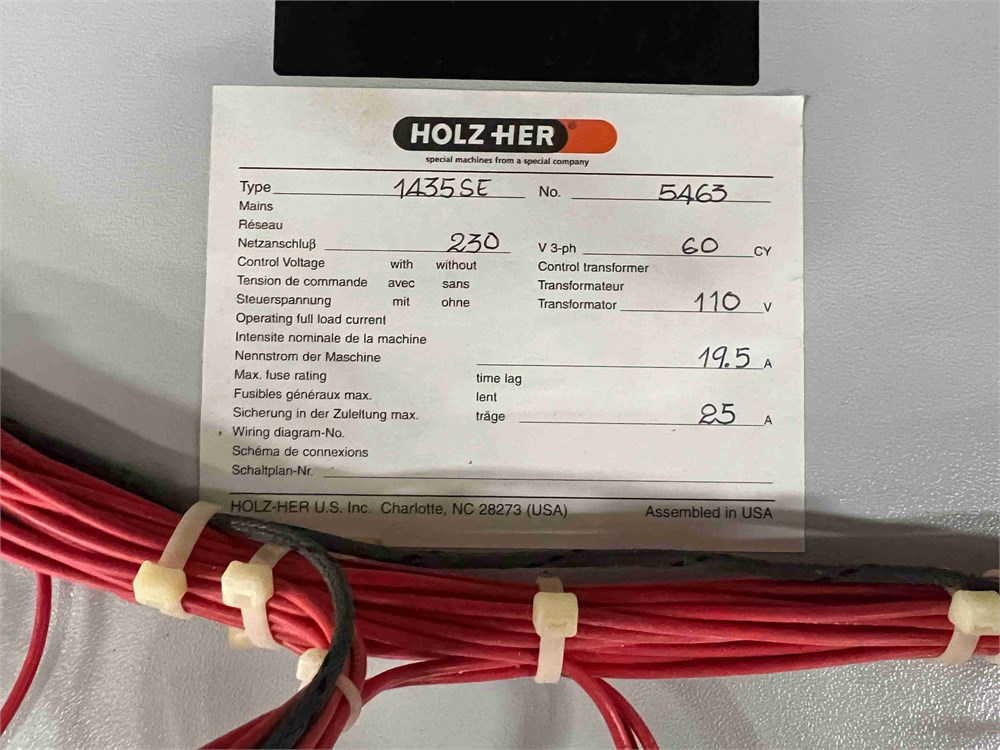 HOLZ-HER®
special machines from a special company
Type 1435SE No. 5463
Mains
Réseau
Netzanschluß 230 V 3-ph 60 CY
Control Voltage with without Control transformer
Tension de commande avec sans Transformateur
Steuerspannung mit ohne Transformator 110 V
Operating full load current
Intensite nominale de la machine
Nennstrom der Maschine 19.5 A
Max. fuse rating time lag
Fusibles généraux max. lent
Sicherung in der Zuleitung max. träge 25 A
Wiring diagram-No.
Schéma de connexions
Schaltplan-Nr.
HOLZ-HER U.S. Inc. Charlotte, NC 28273 (USA) Assembled in USA